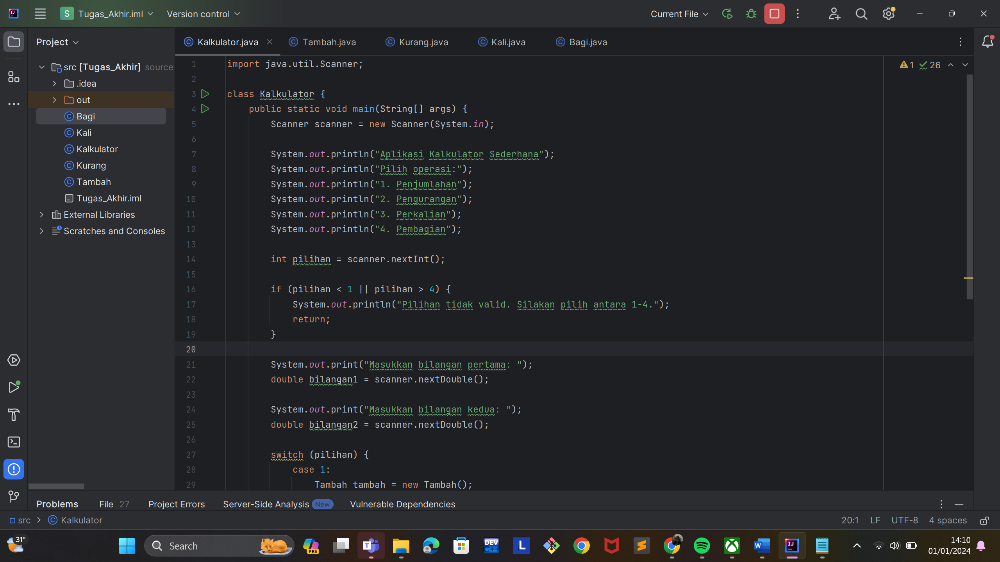 S Tugas_Akhir.iml Version control Current File
Project Kalkulator.java Tambah.java Kurang.java Kali.java Bagi.java
src [Tugas_Akhir] source
.idea
out
Bagi
Kali
Kalkulator
Kurang
Tambah
Tugas_Akhir.iml
External Libraries
Scratches and Consoles
1 26
1 import java.util.Scanner;
2
3 class Kalkulator {
4 public static void main(String[] args) {
5 Scanner scanner = new Scanner(System.in);
6
7 System.out.println("Aplikasi Kalkulator Sederhana");
8 System.out.println("Pilih operasi:");
9 System.out.println("1. Penjumlahan");
10 System.out.println("2. Pengurangan");
11 System.out.println("3. Perkalian");
12 System.out.println("4. Pembagian");
13
14 int pilihan = scanner.nextInt();
15
16 if (pilihan < 1 || pilihan > 4) {
17 System.out.println("Pilihan tidak valid. Silakan pilih antara 1-4.");
18 return;
19 }
20
21 System.out.print("Masukkan bilangan pertama: ");
22 double bilangan1 = scanner.nextDouble();
23
24 System.out.print("Masukkan bilangan kedua: ");
25 double bilangan2 = scanner.nextDouble();
26
27 switch (pilihan) {
28 case 1:
29 Tambah tambah = new Tambah();
Problems File 27 Project Errors Server-Side Analysis New Vulnerable Dependencies
src Kalkulator 20:1 LF UTF-8 4 spaces
31° Search 14:10
01/01/2024